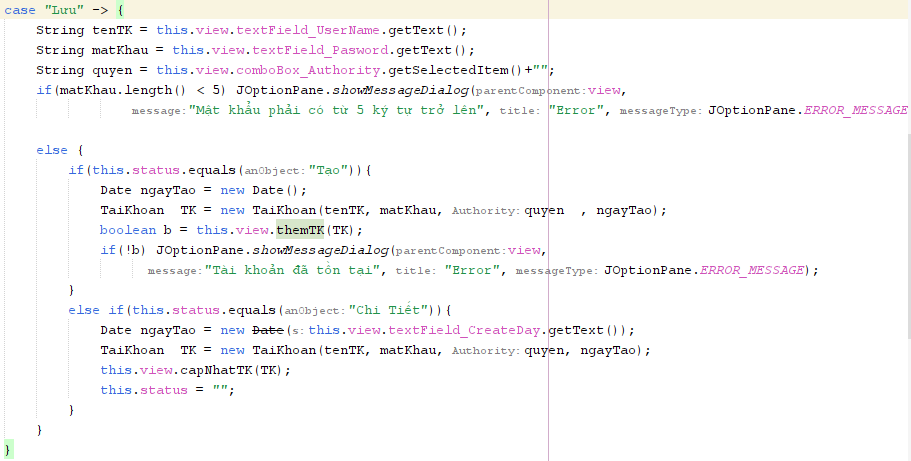 case "Lưu" -> {
String tenTK = this.view.textField_UserName.getText();
String matKhau = this.view.textField_Pasword.getText();
String quyen = this.view.comboBox_Authority.getSelectedItem()+"";
if(matKhau.length() < 5) JOptionPane.showMessageDialog(parentComponent: view,
message: "Mật khẩu phải có từ 5 ký tự trở lên", title: "Error", messageType: JOptionPane.ERROR_MESSAGE
else {
if(this.status.equals(anObject: "Tạo")){
Date ngayTao = new Date();
TaiKhoan TK = new TaiKhoan(tenTK, matKhau, Authority: quyen , ngayTao);
boolean b = this.view.themTK(TK);
if(!b) JOptionPane.showMessageDialog(parentComponent: view,
message: "Tài khoản đã tồn tại", title: "Error", messageType: JOptionPane.ERROR_MESSAGE);
}
else if(this.status.equals(anObject: "Chi Tiết")){
Date ngayTao = new Date(s: this.view.textField_CreateDay.getText());
TaiKhoan TK = new TaiKhoan(tenTK, matKhau, Authority: quyen, ngayTao);
this.view.capNhatTK(TK);
this.status = "";
}
}
}